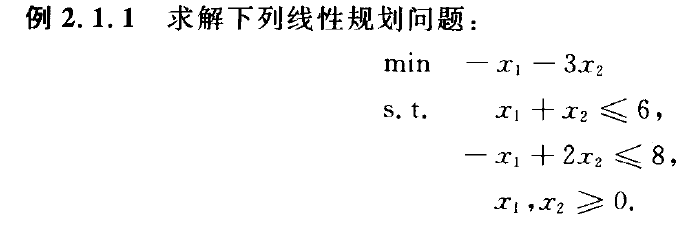 例 2.1.1 求解下列线性规划问题:
min － x₁ － 3x₂
s. t. x₁ ＋ x₂ ⩽ 6,
－ x₁ ＋ 2x₂ ⩽ 8,
x₁, x₂ ⩾ 0.